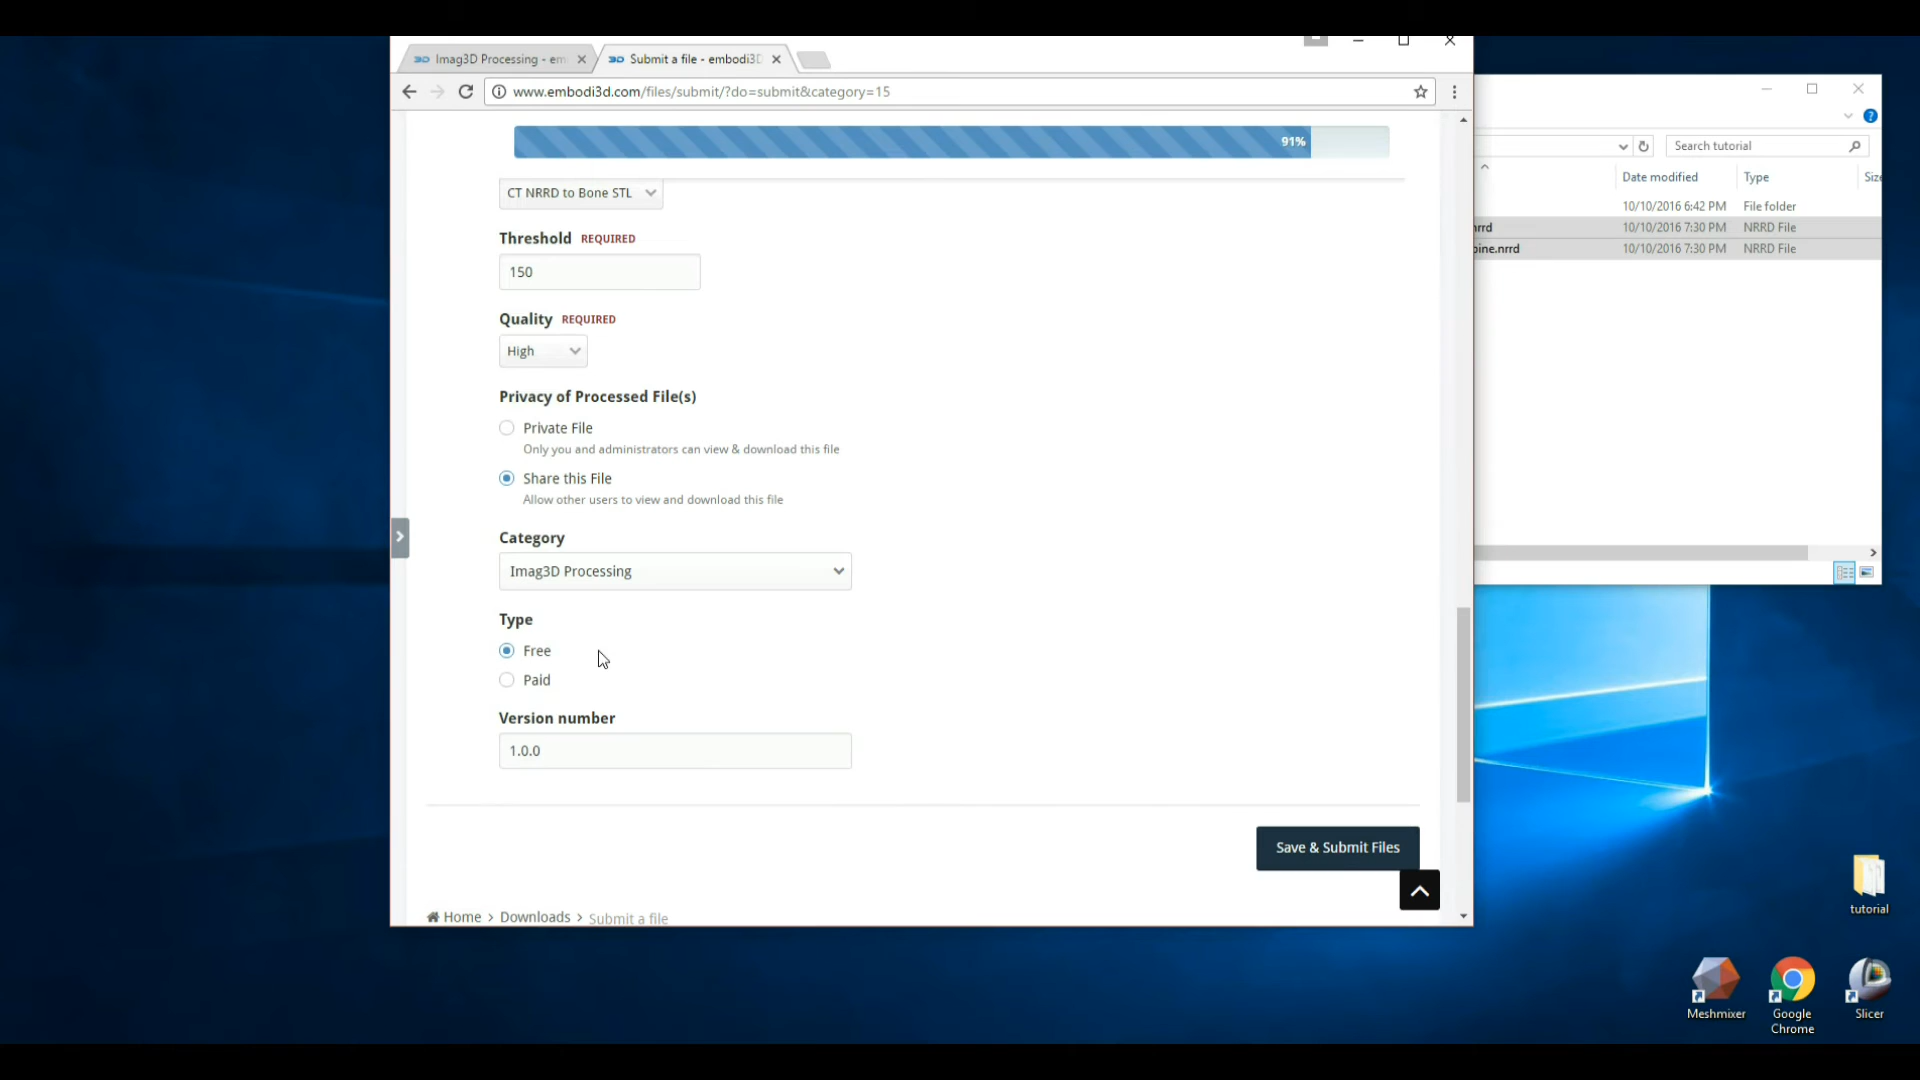 Imag3D Processing - em
Submit a file - embodi3D
www.embodi3d.com/files/submit/?do=submit&category=15
91%
CT NRRD to Bone STL
Threshold REQUIRED
150
Quality REQUIRED
High
Privacy of Processed File(s)
Private File
Only you and administrators can view & download this file
Share this File
Allow other users to view and download this file
Category
Imag3D Processing
Type
Free
Paid
Version number
1.0.0
Save & Submit Files
Home > Downloads > Submit a file
Search tutorial
Date modified Type Size
10/10/2016 6:42 PM File folder
nrrd 10/10/2016 7:30 PM NRRD File
pine.nrrd 10/10/2016 7:30 PM NRRD File
tutorial
Meshmixer
Google
Chrome
Slicer